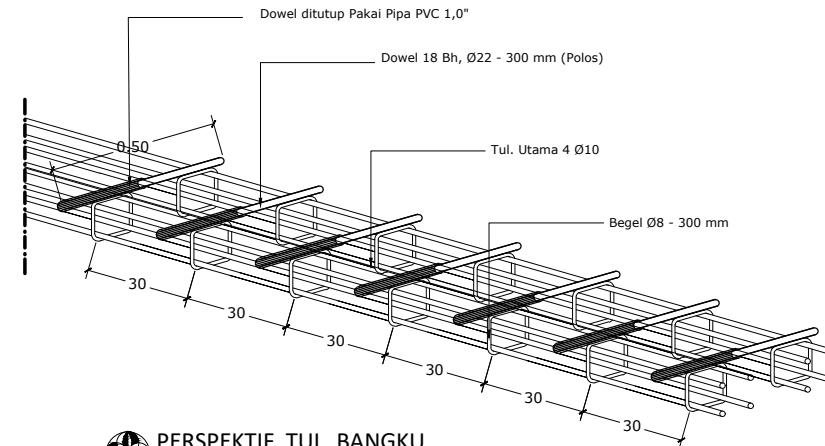 Dowel ditutup Pakai Pipa PVC 1,0"
Dowel 18 Bh, Ø22 - 300 mm (Polos)
0.50
Tul. Utama 4 Ø10
Begel Ø8 - 300 mm
30
30
30
30
30
30
PERSPEKTIF TUL. BANGKU